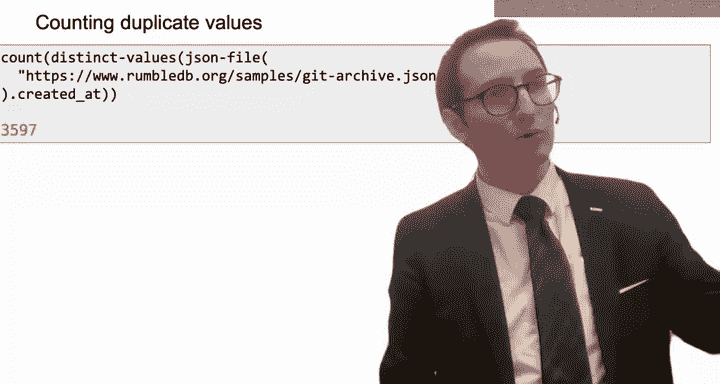 Counting duplicate values
count(distinct-values(json-file(
"https://www.rumbledb.org/samples/git-archive.json
).created_at))
3597